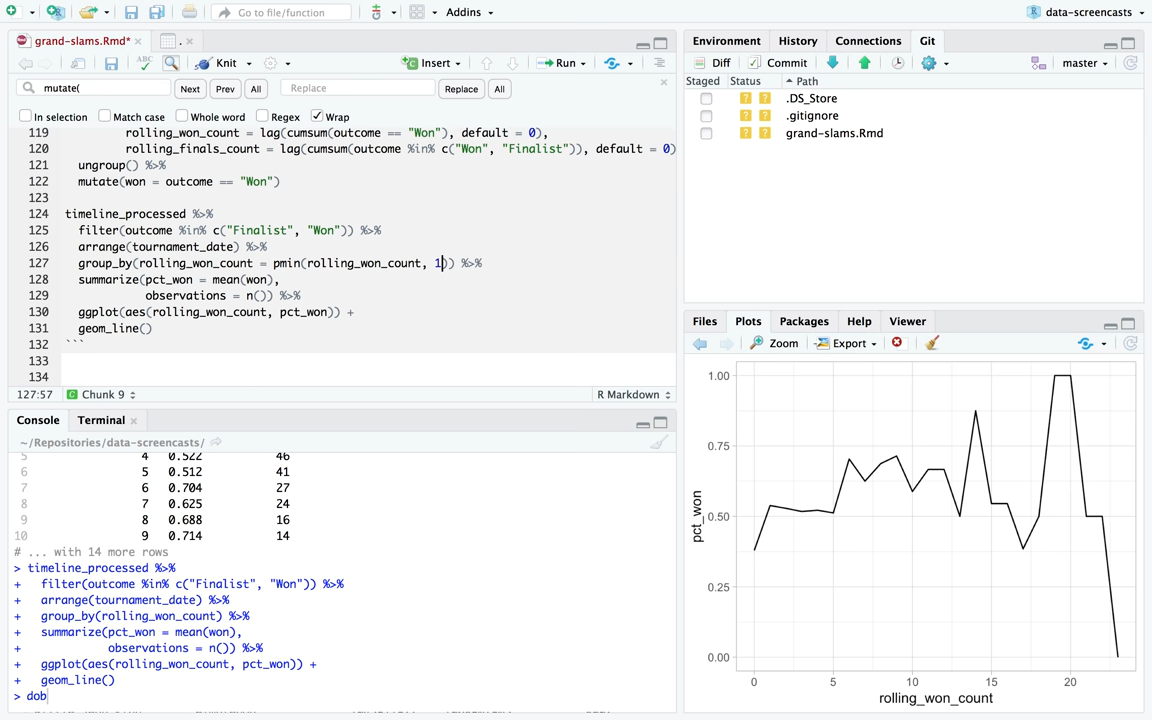 Go to file/function
Addins
data-screencasts
grand-slams.Rmd*
.
ABC
Knit
Insert
Run
mutate(
Next
Prev
All
Replace
Replace
All
In selection
Match case
Whole word
Regex
Wrap
119 rolling_won_count = lag(cumsum(outcome == "Won"), default = 0),
120 rolling_finals_count = lag(cumsum(outcome %in% c("Won", "Finalist")), default = 0)
121 ungroup() %>%
122 mutate(won = outcome == "Won")
123
124 timeline_processed %>%
125 filter(outcome %in% c("Finalist", "Won")) %>%
126 arrange(tournament_date) %>%
127 group_by(rolling_won_count = pmin(rolling_won_count, 1)) %>%
128 summarize(pct_won = mean(won),
129 observations = n()) %>%
130 ggplot(aes(rolling_won_count, pct_won)) +
131 geom_line()
132 ```
133
134
127:57 Chunk 9 R Markdown
Console Terminal
~/Repositories/data-screencasts/
5 4 0.522 46
6 5 0.512 41
7 6 0.704 27
8 7 0.625 24
9 8 0.688 16
10 9 0.714 14
# ... with 14 more rows
> timeline_processed %>%
+ filter(outcome %in% c("Finalist", "Won")) %>%
+ arrange(tournament_date) %>%
+ group_by(rolling_won_count) %>%
+ summarize(pct_won = mean(won),
+ observations = n()) %>%
+ ggplot(aes(rolling_won_count, pct_won)) +
+ geom_line()
> dob
Environment History Connections Git
Diff Commit master
Staged Status Path
.DS_Store
.gitignore
grand-slams.Rmd
Files Plots Packages Help Viewer
Zoom Export
1.00
0.75
0.50
0.25
0.00
pct_won
0 5 10 15 20
rolling_won_count